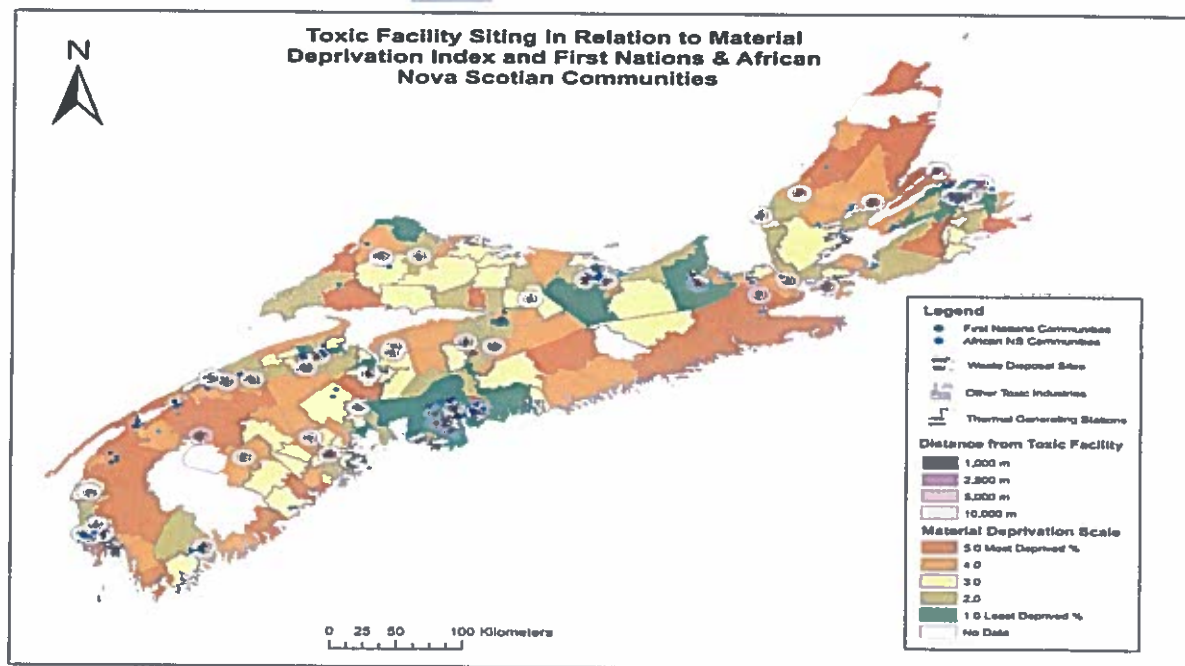 Toxic Facility Siting in Relation to Material
Deprivation Index and First Nations & African
Nova Scotian Communities
N
Legend
First Nations Communities
African NS Communities
Waste Disposal Sites
Other Toxic Industries
Thermal Generating Stations
Distance from Toxic Facility
1,000 m
2,500 m
5,000 m
10,000 m
Material Deprivation Scale
5.0 Most Deprived %
4.0
3.0
2.0
1.0 Least Deprived %
No Data
0 25 50 100 Kilometers